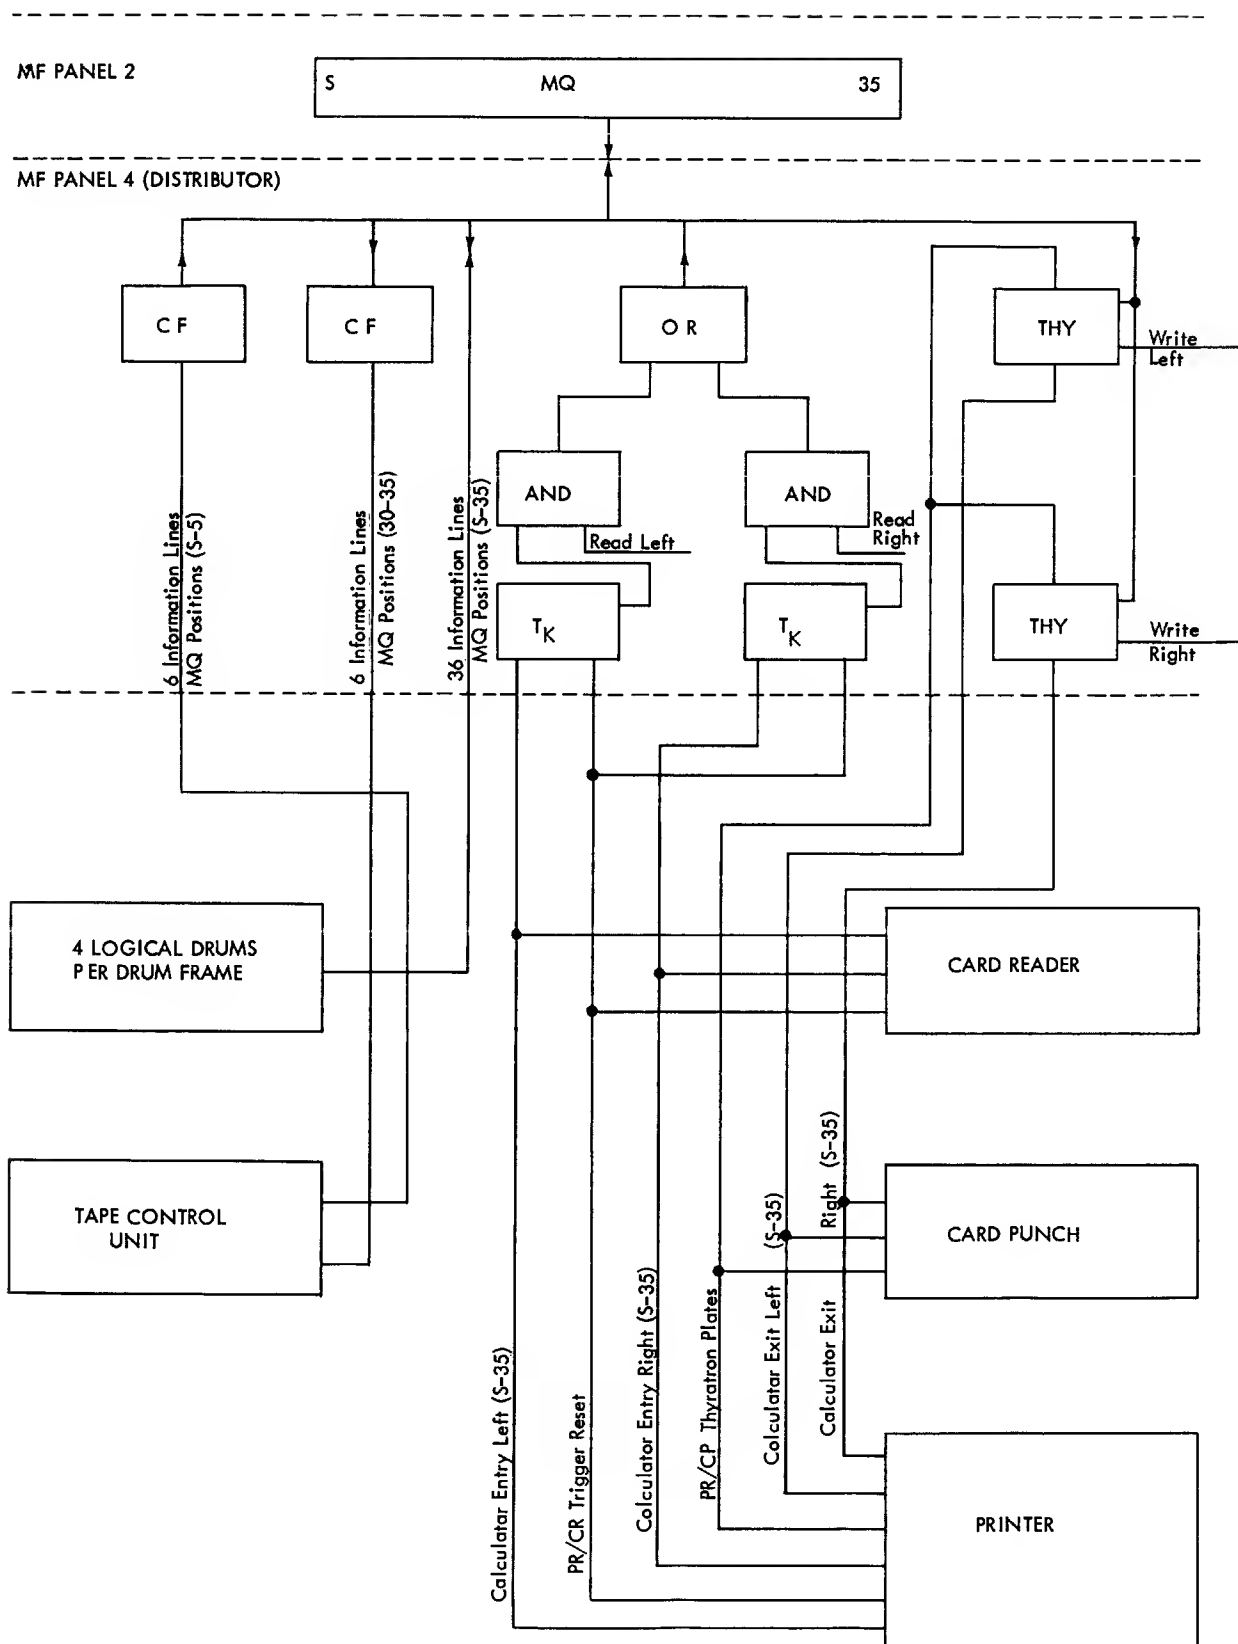 MF PANEL 2
S MQ 35
MF PANEL 4 (DISTRIBUTOR)
C F
C F
O R
THY
Write
Left
AND
AND
Read Left
Read
Right
TK
TK
THY
Write
Right
6 Information Lines
MQ Positions (S-5)
6 Information Lines
MQ Positions (30-35)
36 Information Lines
MQ Positions (S-35)
4 LOGICAL DRUMS
PER DRUM FRAME
CARD READER
TAPE CONTROL
UNIT
CARD PUNCH
Calculatar Entry Left (S-35)
PR/CR Trigger Reset
Colculator Entry Right (S-35)
PR/CP Thyratron Plates
Colculatar Exit Left (S-35)
Calculator Exit Right (S-35)
PRINTER